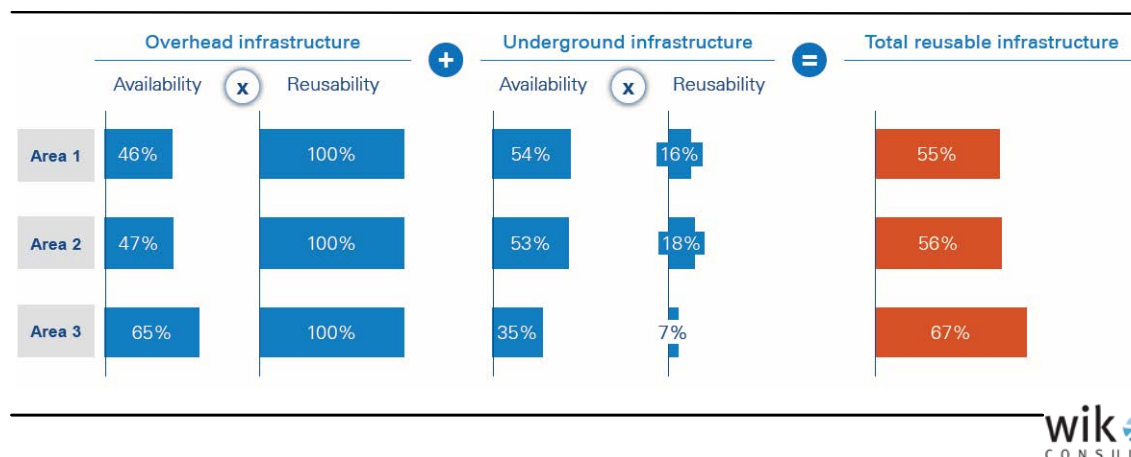 Overhead infrastructure + Underground infrastructure = Total reusable infrastructure
Availability x Reusability Availability x Reusability
Area 1 46% 100% 54% 16% 55%
Area 2 47% 100% 53% 18% 56%
Area 3 65% 100% 35% 7% 67%
wik